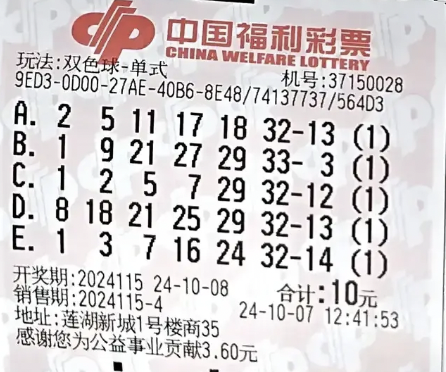 中国福利彩票
CHINA WELFARE LOTTERY
玩法:双色球-单式 机号:37150028
9ED3-0D00-27AE-40B6-8E48/74137737/564D3
A. 2 5 11 17 18 32-13 (1)
B. 1 9 21 27 29 33- 3 (1)
C. 1 2 5 7 29 32-12 (1)
D. 8 18 21 25 29 32-13 (1)
E. 1 3 7 16 24 32-14 (1)
开奖期:2024115 24-10-08 合计:10元
销售期:2024115-4 24-10-07 12:41:53
地址:莲湖新城1号楼商35
感谢您为公益事业贡献3.60元